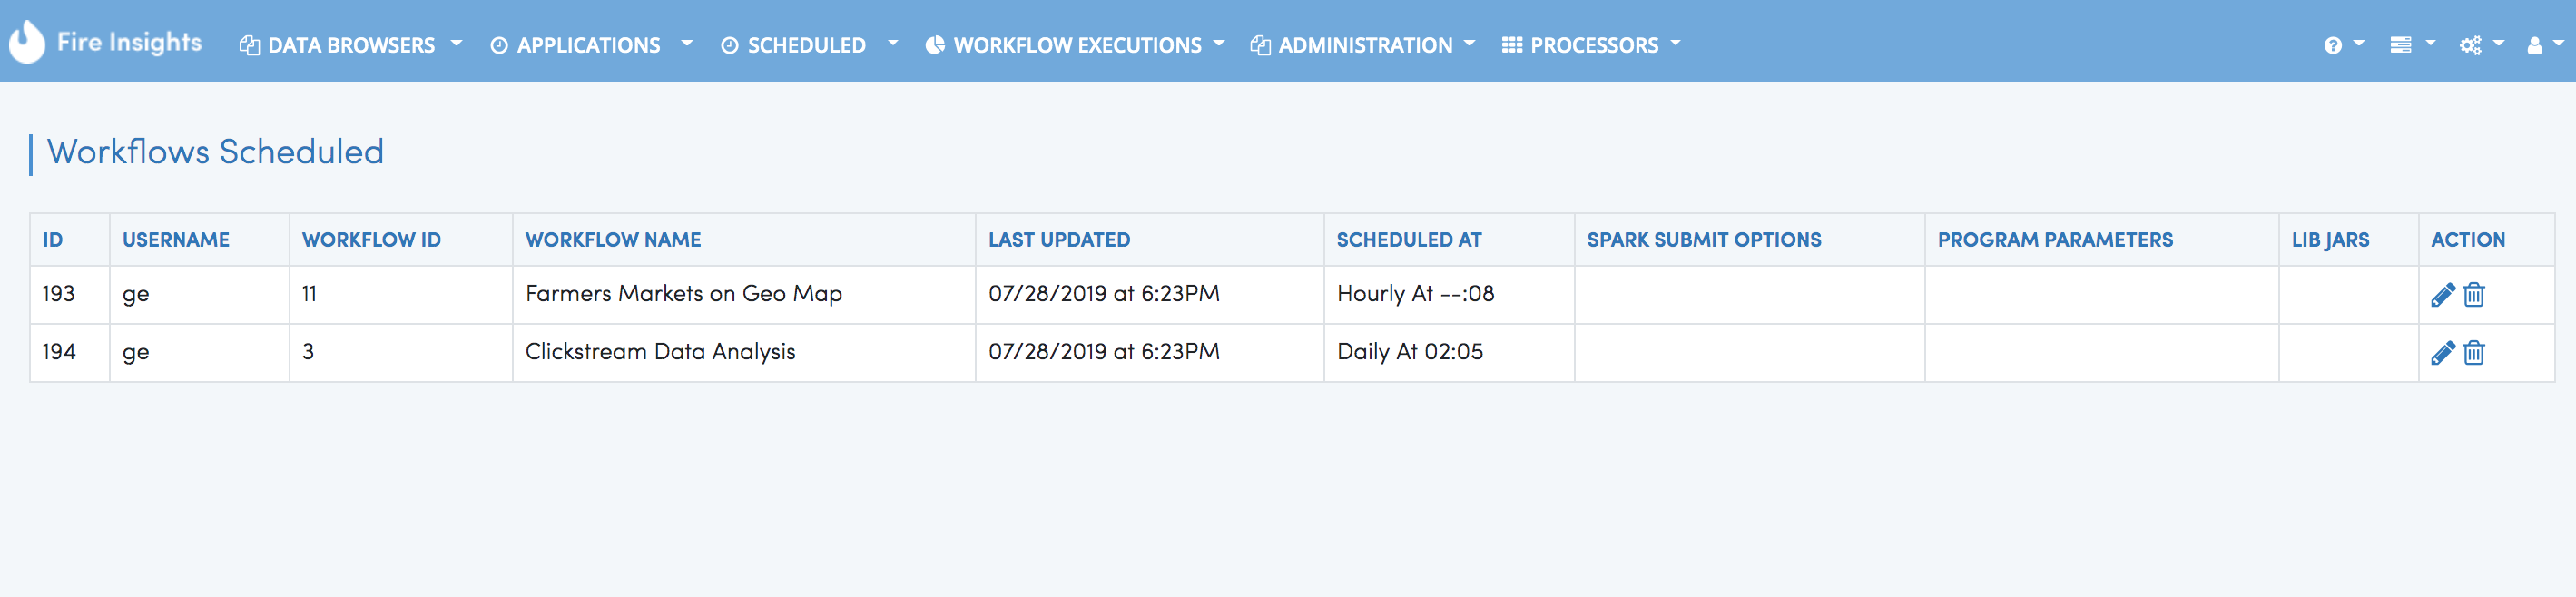 Fire Insights DATA BROWSERS APPLICATIONS SCHEDULED WORKFLOW EXECUTIONS ADMINISTRATION PROCESSORS
Workflows Scheduled
ID USERNAME WORKFLOW ID WORKFLOW NAME LAST UPDATED SCHEDULED AT SPARK SUBMIT OPTIONS PROGRAM PARAMETERS LIB JARS ACTION
193 ge 11 Farmers Markets on Geo Map 07/28/2019 at 6:23PM Hourly At --:08
194 ge 3 Clickstream Data Analysis 07/28/2019 at 6:23PM Daily At 02:05